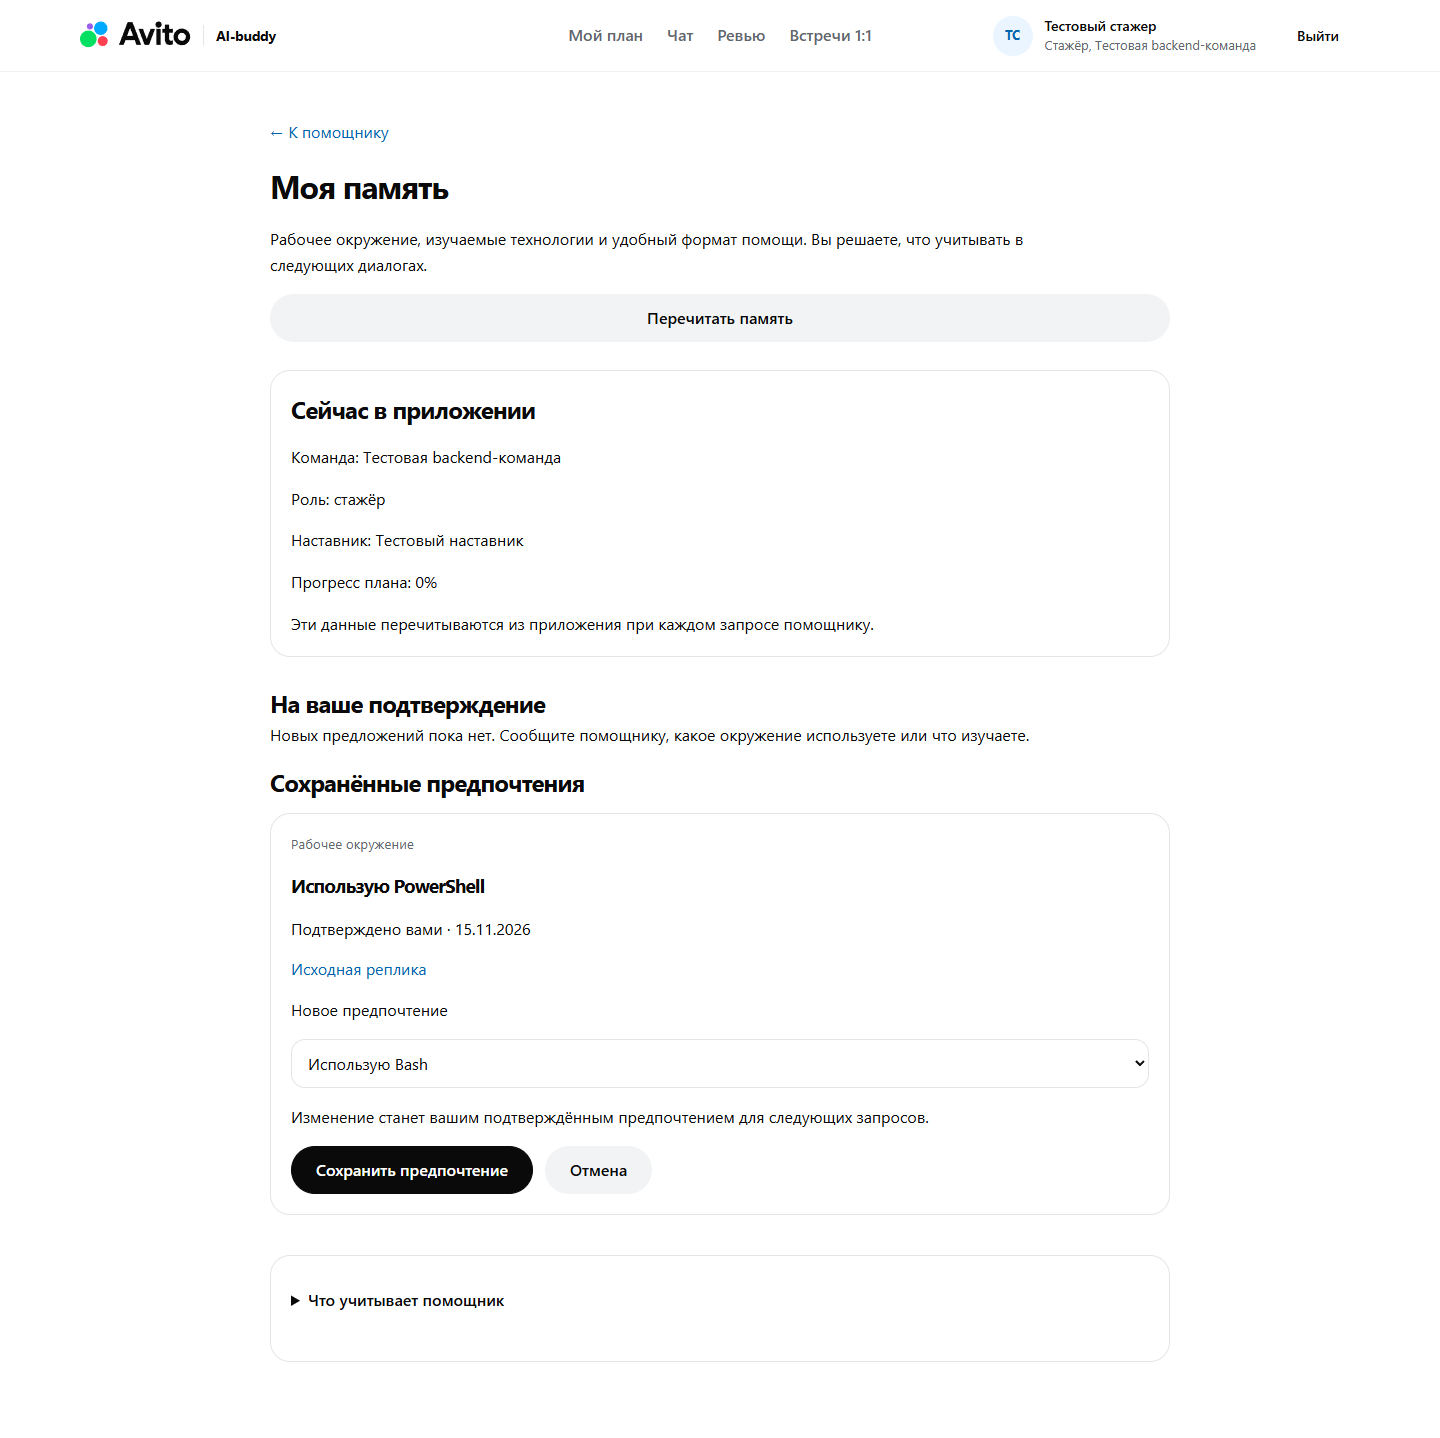 Avito
AI-buddy
Мой план
Чат
Ревью
Встречи 1:1
ТС
Тестовый стажер
Стажёр, Тестовая backend-команда
Выйти
← К помощнику
Моя память
Рабочее окружение, изучаемые технологии и удобный формат помощи. Вы решаете, что учитывать в
следующих диалогах.
Перечитать память
Сейчас в приложении
Команда: Тестовая backend-команда
Роль: стажёр
Наставник: Тестовый наставник
Прогресс плана: 0%
Эти данные перечитываются из приложения при каждом запросе помощнику.
На ваше подтверждение
Новых предложений пока нет. Сообщите помощнику, какое окружение используете или что изучаете.
Сохранённые предпочтения
Рабочее окружение
Использую PowerShell
Подтверждено вами · 15.11.2026
Исходная реплика
Новое предпочтение
Использую Bash
Изменение станет вашим подтверждённым предпочтением для следующих запросов.
Сохранить предпочтение
Отмена
Что учитывает помощник